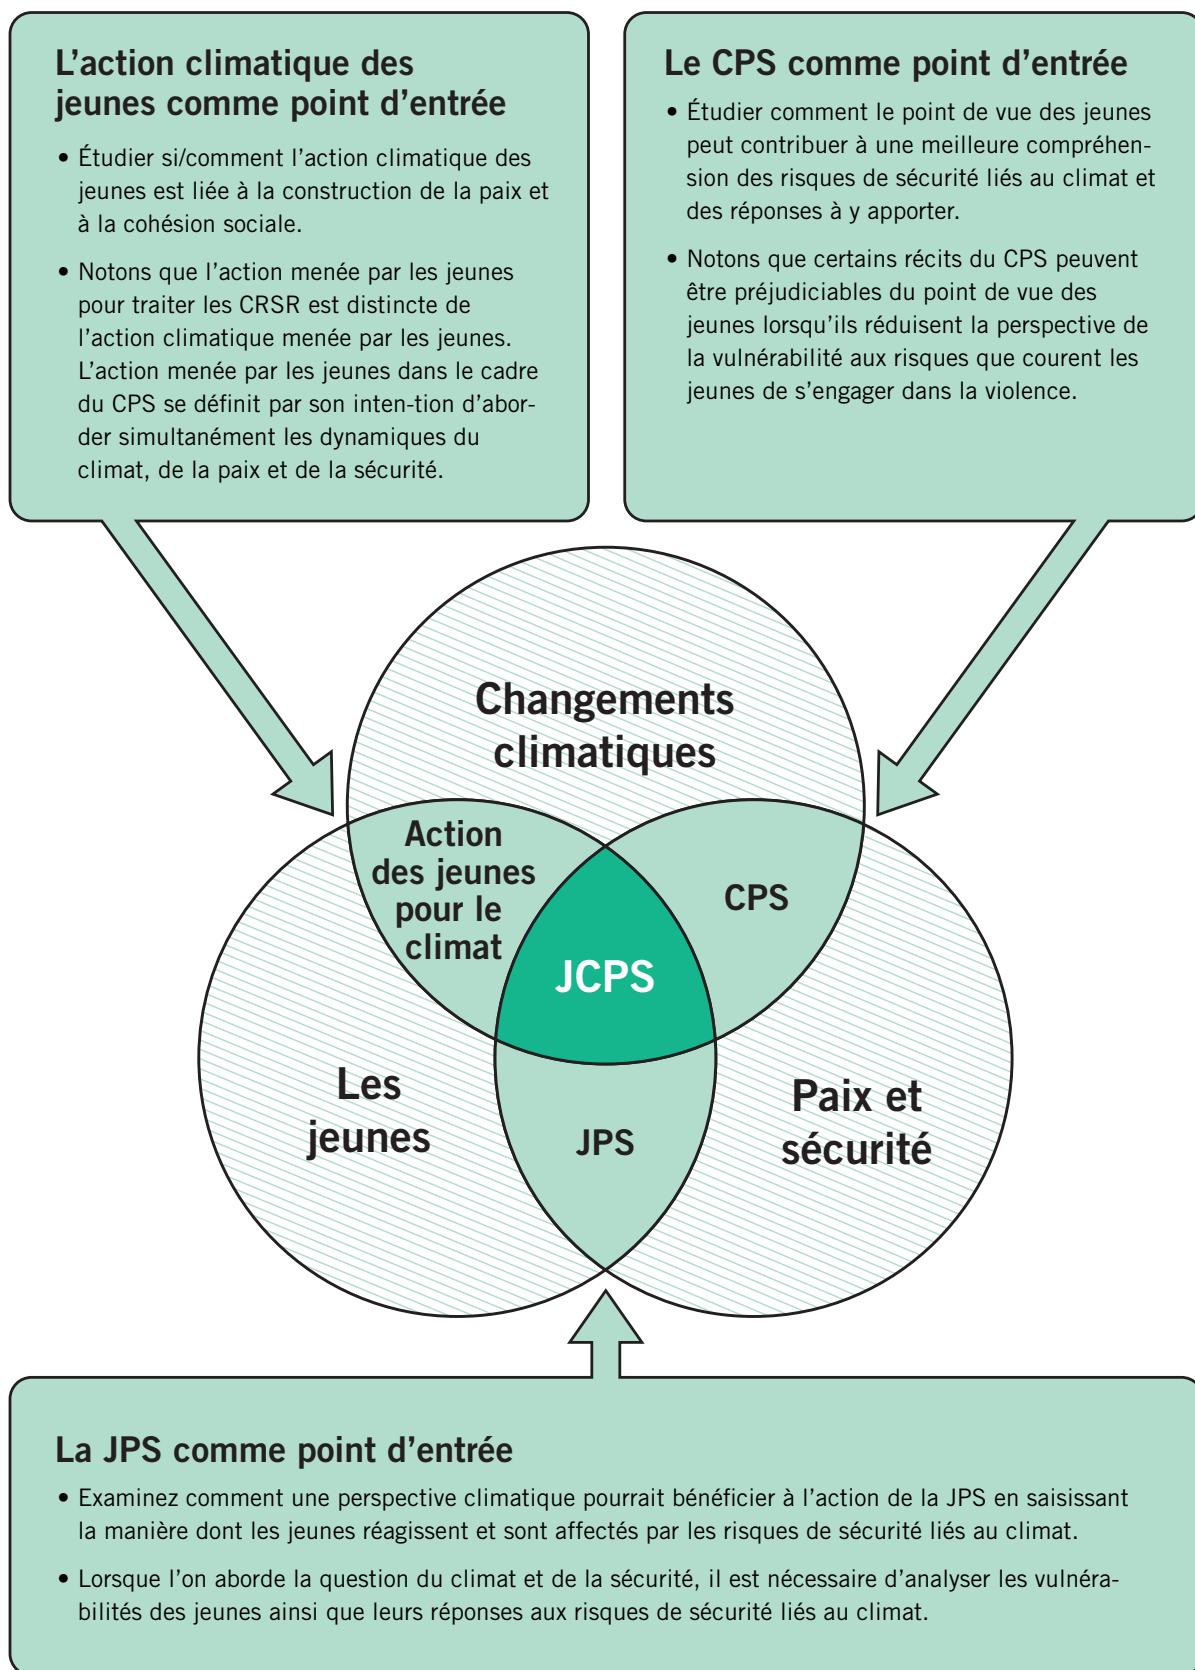 L’action climatique des
jeunes comme point d’entrée
• Étudier si/comment l’action climatique des
jeunes est liée à la construction de la paix et
à la cohésion sociale.
• Notons que l’action menée par les jeunes
pour traiter les CRSR est distincte de
l’action climatique menée par les jeunes.
L’action menée par les jeunes dans le cadre
du CPS se définit par son inten-tion d’abor-
der simultanément les dynamiques du
climat, de la paix et de la sécurité.
Le CPS comme point d’entrée
• Étudier comment le point de vue des jeunes
peut contribuer à une meilleure compréhen-
sion des risques de sécurité liés au climat et
des réponses à y apporter.
• Notons que certains récits du CPS peuvent
être préjudiciables du point de vue des
jeunes lorsqu’ils réduisent la perspective de
la vulnérabilité aux risques que courent les
jeunes de s’engager dans la violence.
Changements
climatiques
Action
des jeunes
pour le
climat
CPS
JCPS
Les
jeunes
JPS
Paix et
sécurité
La JPS comme point d’entrée
• Examinez comment une perspective climatique pourrait bénéficier à l’action de la JPS en saisissant
la manière dont les jeunes réagissent et sont affectés par les risques de sécurité liés au climat.
• Lorsque l’on aborde la question du climat et de la sécurité, il est nécessaire d’analyser les vulnéra-
bilités des jeunes ainsi que leurs réponses aux risques de sécurité liés au climat.